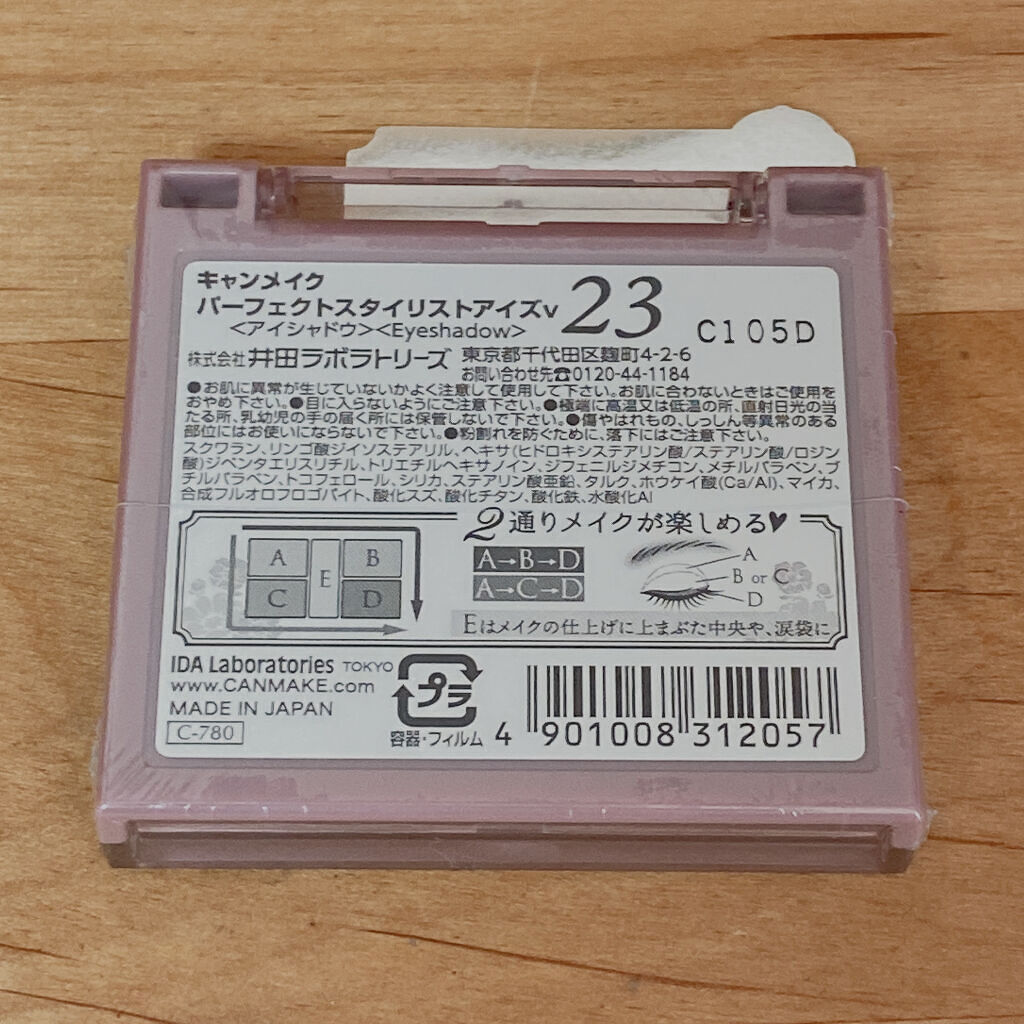 キャンメイク
パーフェクトスタイリストアイズv 23
<アイシャドウ><Eyeshadow> C105D
株式会社 井田ラボラトリーズ 東京都千代田区麹町4-2-6
お問い合わせ先☎0120-44-1184
●お肌に異常が生じていないかよく注意して使用して下さい。お肌に合わないときはご使用を
おやめ下さい。●目に入らないようにご注意下さい。●極端に高温又は低温の所、直射日光の当
たる所、乳幼児の手の届く所には保管しないで下さい。●傷やはれもの、しっしん等異常のある
部位にはお使いにならないで下さい。●粉割れを防ぐために、落下にはご注意下さい。
スクワラン、リンゴ酸ジイソステアリル、ヘキサ(ヒドロキシステアリン酸/ステアリン酸/ロジン
酸)ジペンタエリスリチル、トリエチルヘキサノイン、ジフェニルジメチコン、メチルパラベン、ブ
チルパラベン、トコフェロール、シリカ、ステアリン酸亜鉛、タルク、ホウケイ酸(Ca/Al)、マイカ、
合成フルオロフロゴパイト、酸化スズ、酸化チタン、酸化鉄、水酸化Al
2通りメイクが楽しめる♥
A B
E
C D
A→B→D
A→C→D
A
B or C
D
Eはメイクの仕上げに上まぶた中央や、涙袋に
IDA Laboratories TOKYO
www.CANMAKE.com
MADE IN JAPAN
C-780
プラ
容器・フィルム
4 901008 312057